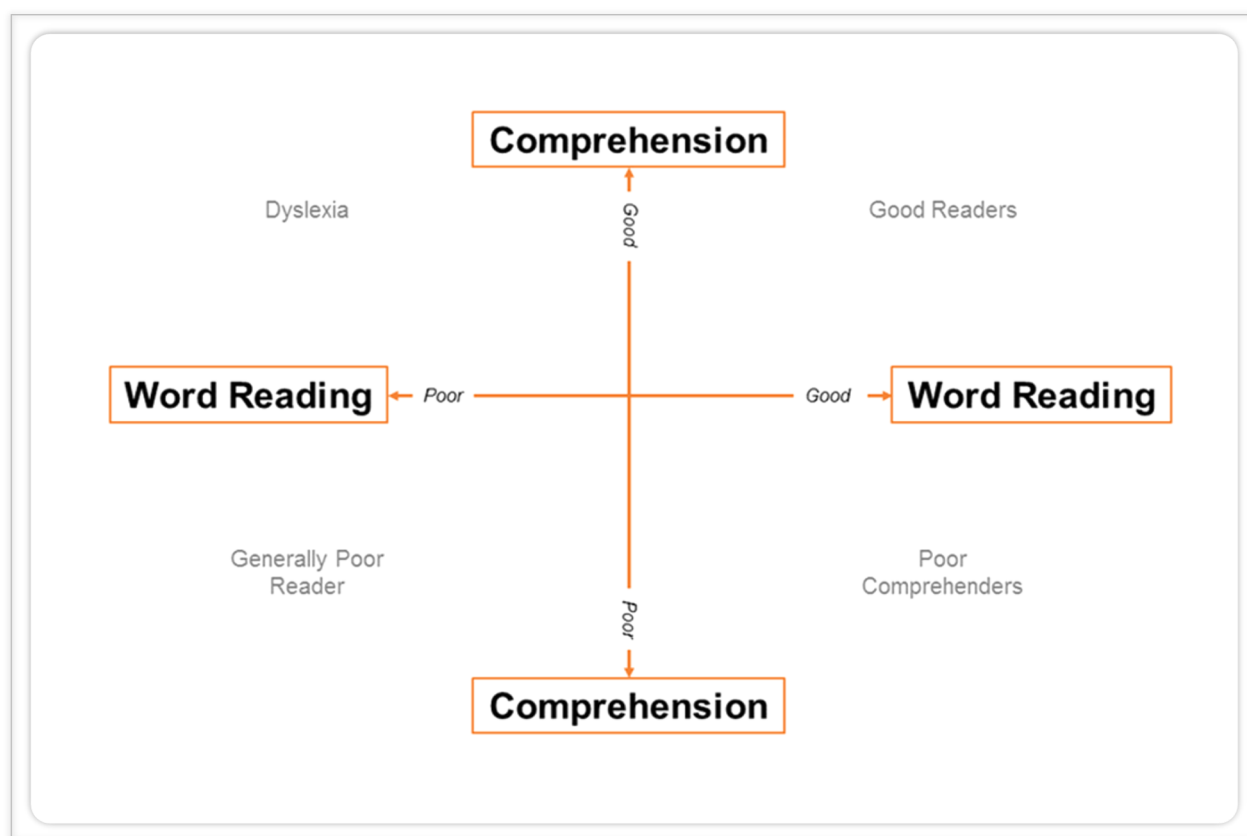 Comprehension
Good
Dyslexia
Good Readers
Word Reading
Poor
Good
Word Reading
Generally Poor
Reader
Poor
Comprehenders
Poor
Comprehension